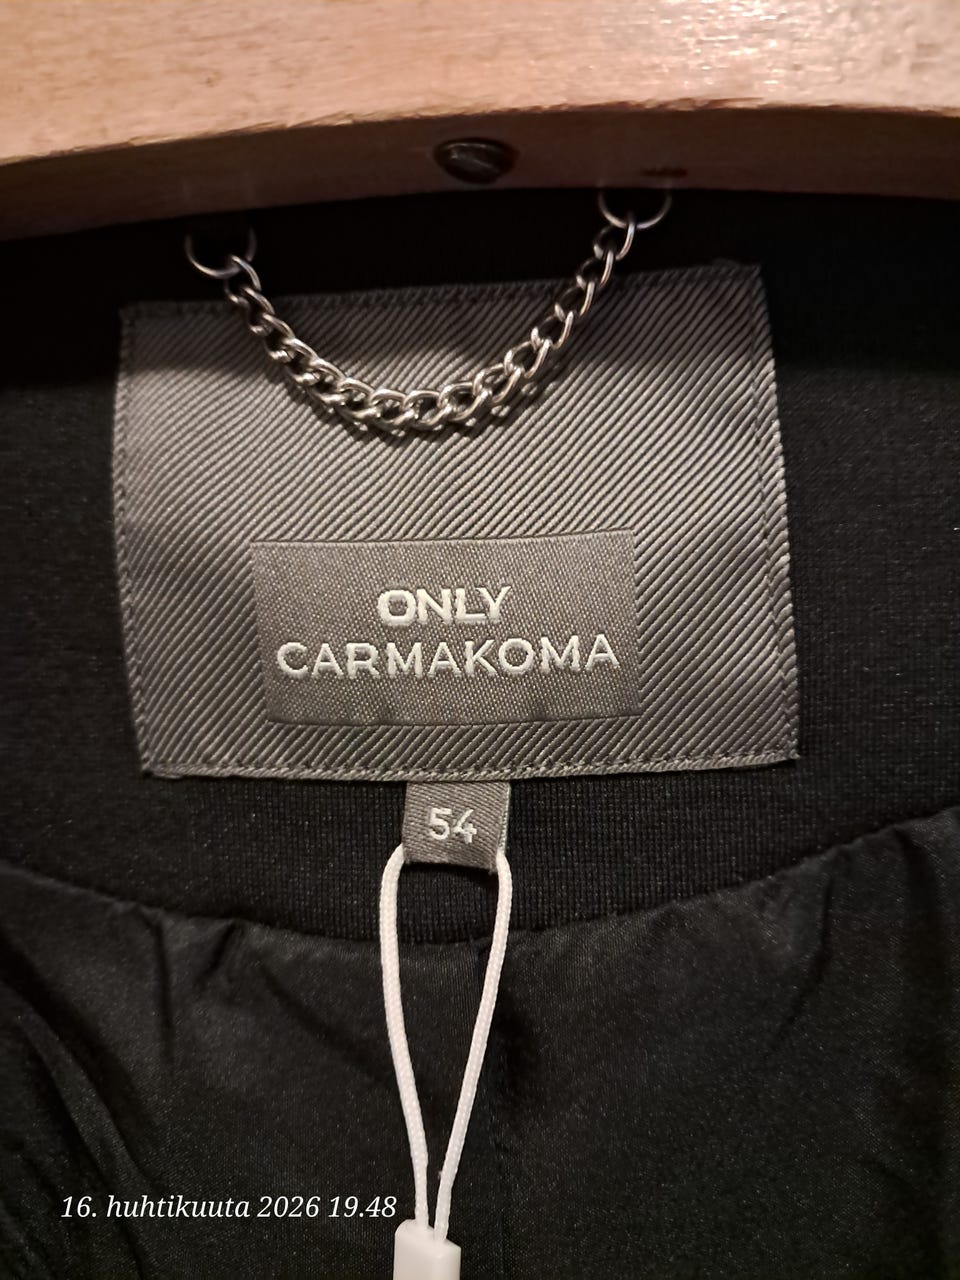 ONLY
CARMAKOMA
54
16. huhtikuuta 2026 19.48